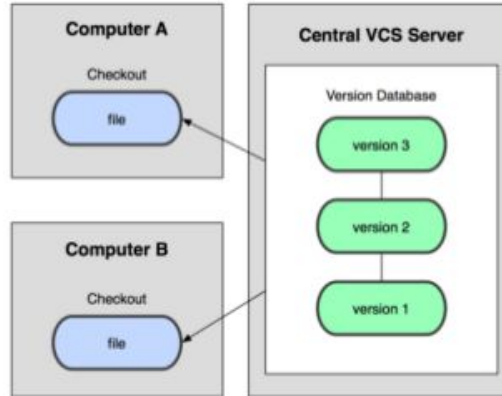 Computer A
Checkout
file
Computer B
Checkout
file
Central VCS Server
Version Database
version 3
version 2
version 1